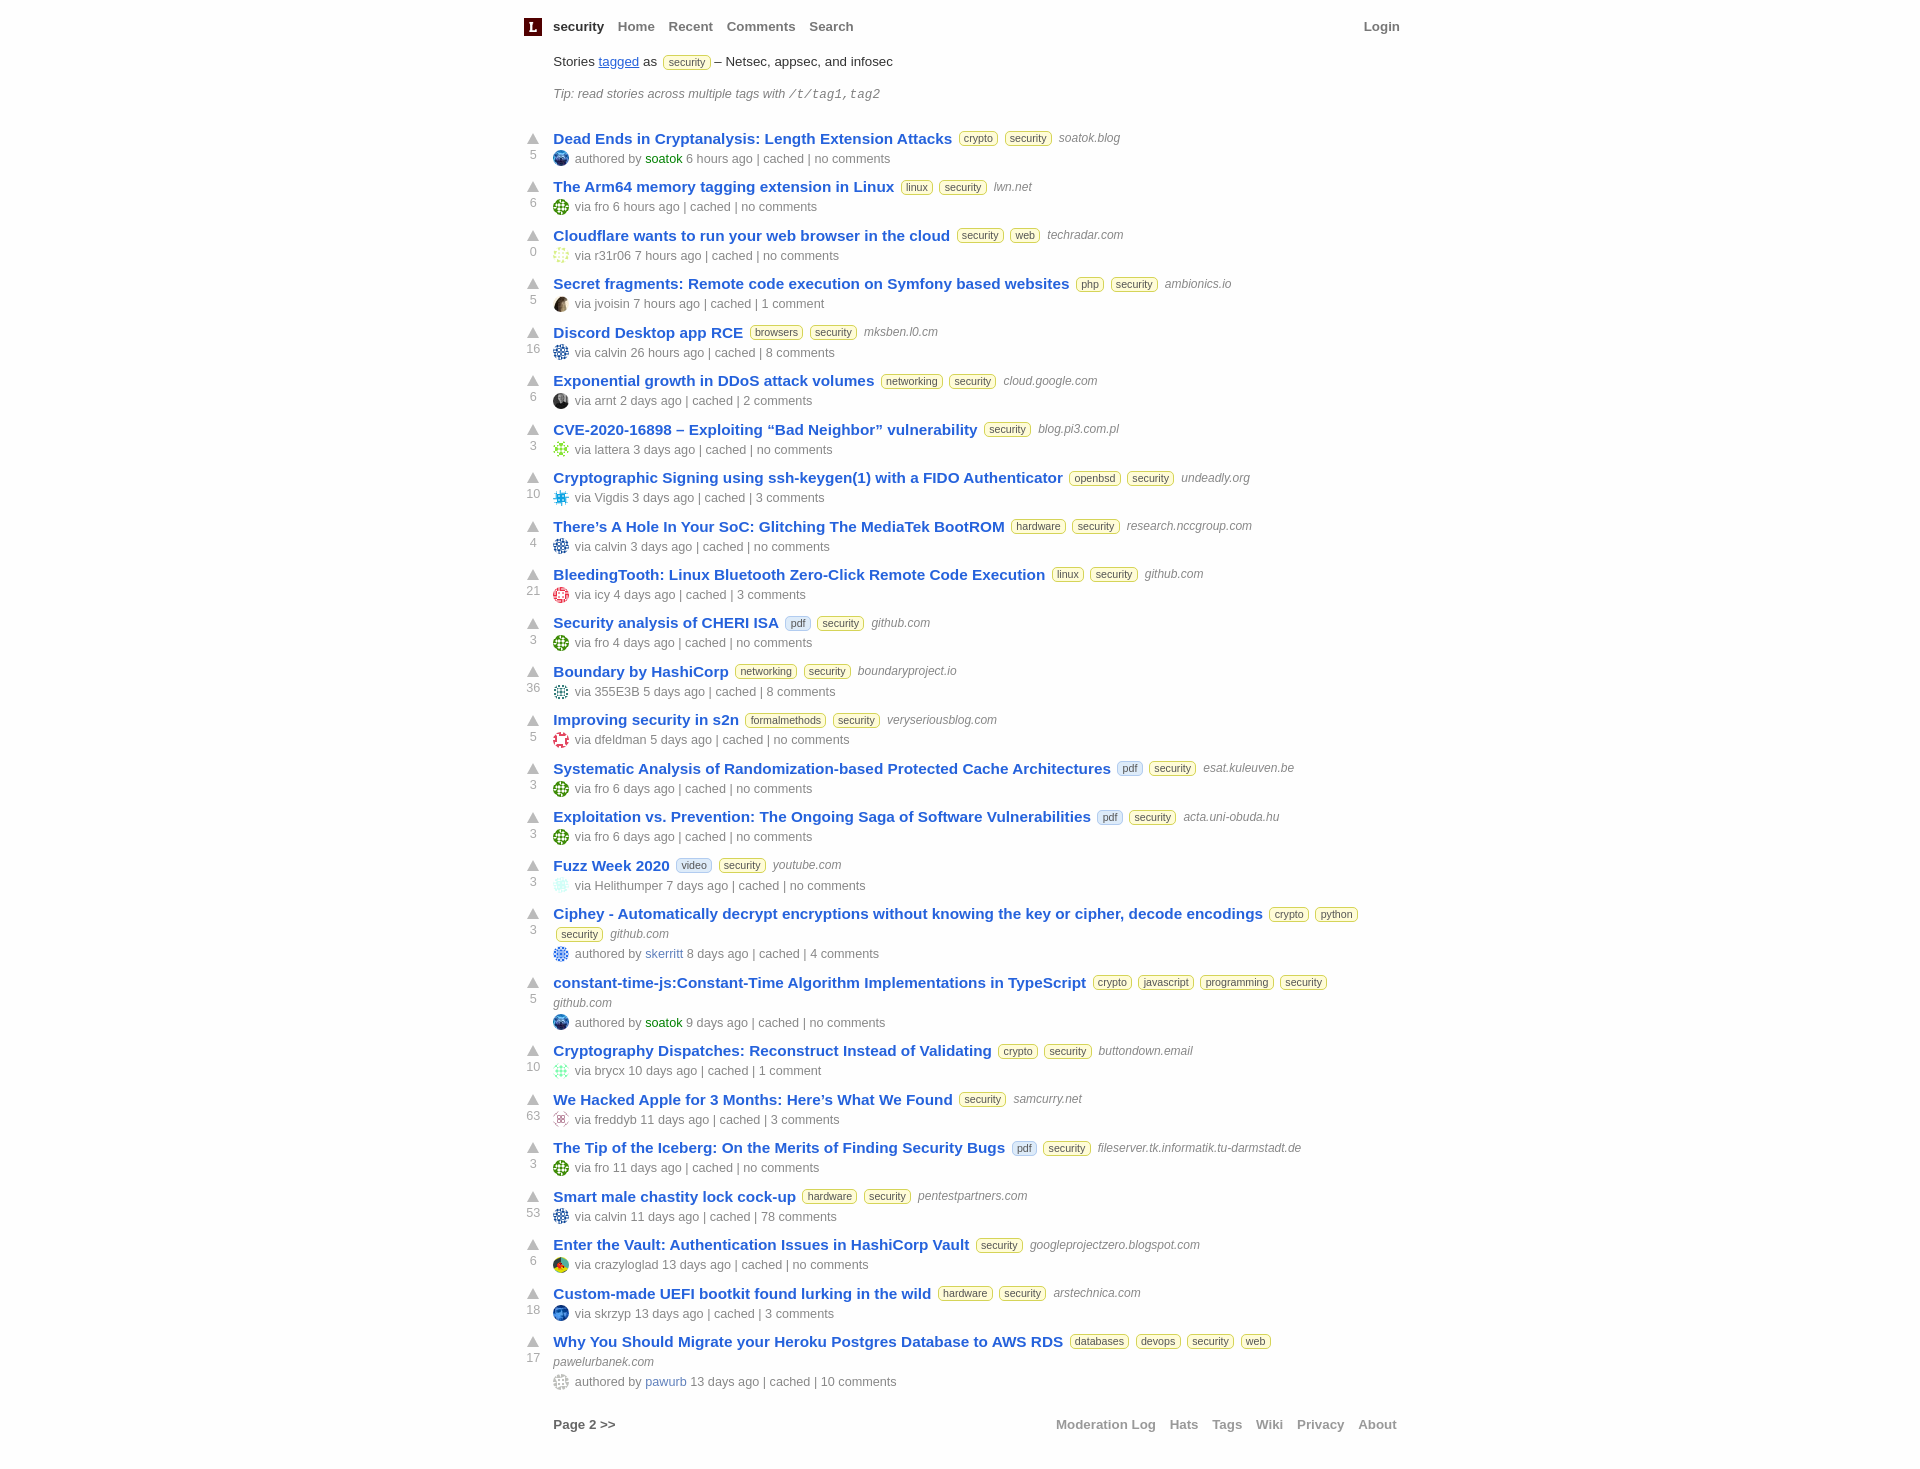 L security Home Recent Comments Search Login
Stories tagged as security – Netsec, appsec, and infosec
Tip: read stories across multiple tags with /t/tag1,tag2
Dead Ends in Cryptanalysis: Length Extension Attacks crypto security soatok.blog
5 authored by soatok 6 hours ago | cached | no comments
The Arm64 memory tagging extension in Linux linux security lwn.net
6 via fro 6 hours ago | cached | no comments
Cloudflare wants to run your web browser in the cloud security web techradar.com
0 via r31r06 7 hours ago | cached | no comments
Secret fragments: Remote code execution on Symfony based websites php security ambionics.io
5 via jvoisin 7 hours ago | cached | 1 comment
Discord Desktop app RCE browsers security mksben.l0.cm
16 via calvin 26 hours ago | cached | 8 comments
Exponential growth in DDoS attack volumes networking security cloud.google.com
6 via arnt 2 days ago | cached | 2 comments
CVE-2020-16898 – Exploiting “Bad Neighbor” vulnerability security blog.pi3.com.pl
3 via lattera 3 days ago | cached | no comments
Cryptographic Signing using ssh-keygen(1) with a FIDO Authenticator openbsd security undeadly.org
10 via Vigdis 3 days ago | cached | 3 comments
There’s A Hole In Your SoC: Glitching The MediaTek BootROM hardware security research.nccgroup.com
4 via calvin 3 days ago | cached | no comments
BleedingTooth: Linux Bluetooth Zero-Click Remote Code Execution linux security github.com
21 via icy 4 days ago | cached | 3 comments
Security analysis of CHERI ISA pdf security github.com
3 via fro 4 days ago | cached | no comments
Boundary by HashiCorp networking security boundaryproject.io
36 via 355E3B 5 days ago | cached | 8 comments
Improving security in s2n formalmethods security veryseriousblog.com
5 via dfeldman 5 days ago | cached | no comments
Systematic Analysis of Randomization-based Protected Cache Architectures pdf security esat.kuleuven.be
3 via fro 6 days ago | cached | no comments
Exploitation vs. Prevention: The Ongoing Saga of Software Vulnerabilities pdf security acta.uni-obuda.hu
3 via fro 6 days ago | cached | no comments
Fuzz Week 2020 video security youtube.com
3 via Helithumper 7 days ago | cached | no comments
Ciphey - Automatically decrypt encryptions without knowing the key or cipher, decode encodings crypto python
3 security github.com
authored by skerritt 8 days ago | cached | 4 comments
constant-time-js:Constant-Time Algorithm Implementations in TypeScript crypto javascript programming security
5 github.com
authored by soatok 9 days ago | cached | no comments
Cryptography Dispatches: Reconstruct Instead of Validating crypto security buttondown.email
10 via brycx 10 days ago | cached | 1 comment
We Hacked Apple for 3 Months: Here’s What We Found security samcurry.net
63 via freddyb 11 days ago | cached | 3 comments
The Tip of the Iceberg: On the Merits of Finding Security Bugs pdf security fileserver.tk.informatik.tu-darmstadt.de
3 via fro 11 days ago | cached | no comments
Smart male chastity lock cock-up hardware security pentestpartners.com
53 via calvin 11 days ago | cached | 78 comments
Enter the Vault: Authentication Issues in HashiCorp Vault security googleprojectzero.blogspot.com
6 via crazyloglad 13 days ago | cached | no comments
Custom-made UEFI bootkit found lurking in the wild hardware security arstechnica.com
18 via skrzyp 13 days ago | cached | 3 comments
Why You Should Migrate your Heroku Postgres Database to AWS RDS databases devops security web
17 pawelurbanek.com
authored by pawurb 13 days ago | cached | 10 comments
Page 2 >> Moderation Log Hats Tags Wiki Privacy About